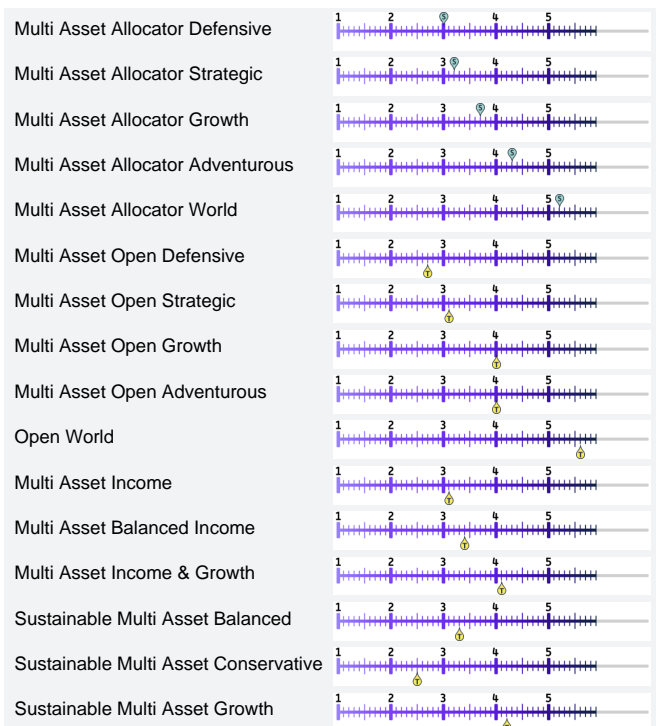 Multi Asset Allocator Defensive 1 2 3 4 5 S
Multi Asset Allocator Strategic 1 2 3 4 5 S
Multi Asset Allocator Growth 1 2 3 4 5 S
Multi Asset Allocator Adventurous 1 2 3 4 5 S
Multi Asset Allocator World 1 2 3 4 5 S
Multi Asset Open Defensive 1 2 3 4 5 T
Multi Asset Open Strategic 1 2 3 4 5 T
Multi Asset Open Growth 1 2 3 4 5 T
Multi Asset Open Adventurous 1 2 3 4 5 T
Open World 1 2 3 4 5 T
Multi Asset Income 1 2 3 4 5 T
Multi Asset Balanced Income 1 2 3 4 5 T
Multi Asset Income & Growth 1 2 3 4 5 T
Sustainable Multi Asset Balanced 1 2 3 4 5 T
Sustainable Multi Asset Conservative 1 2 3 4 5 T
Sustainable Multi Asset Growth 1 2 3 4 5 T